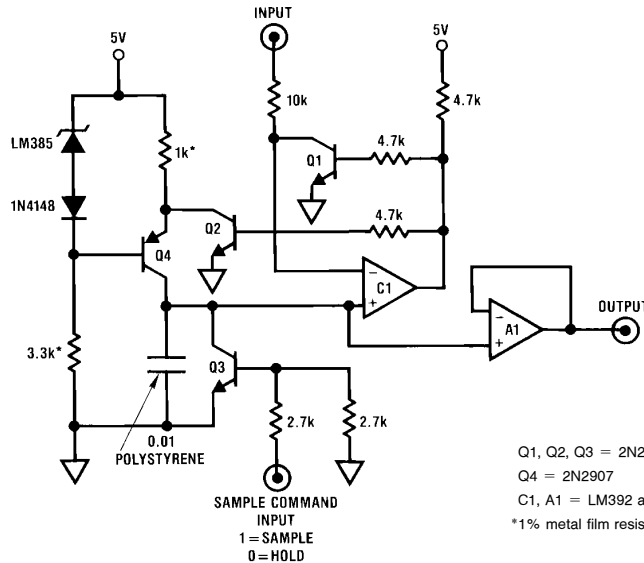 INPUT
5V
5V
10k
4.7k
LM385
1k*
Q1
4.7k
1N4148
Q2
4.7k
Q4
−
C1
+
OUTPUT
−
A1
+
3.3k*
Q3
0.01
POLYSTYRENE
2.7k
2.7k
SAMPLE COMMAND
INPUT
1=SAMPLE
0=HOLD
Q1, Q2, Q3 = 2N2
Q4 = 2N2907
C1, A1 = LM392 a
*1% metal film resis